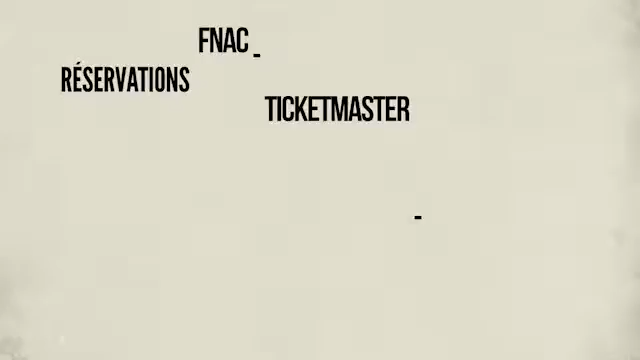 FNAC -
RÉSERVATIONS
TICKETMASTER
-